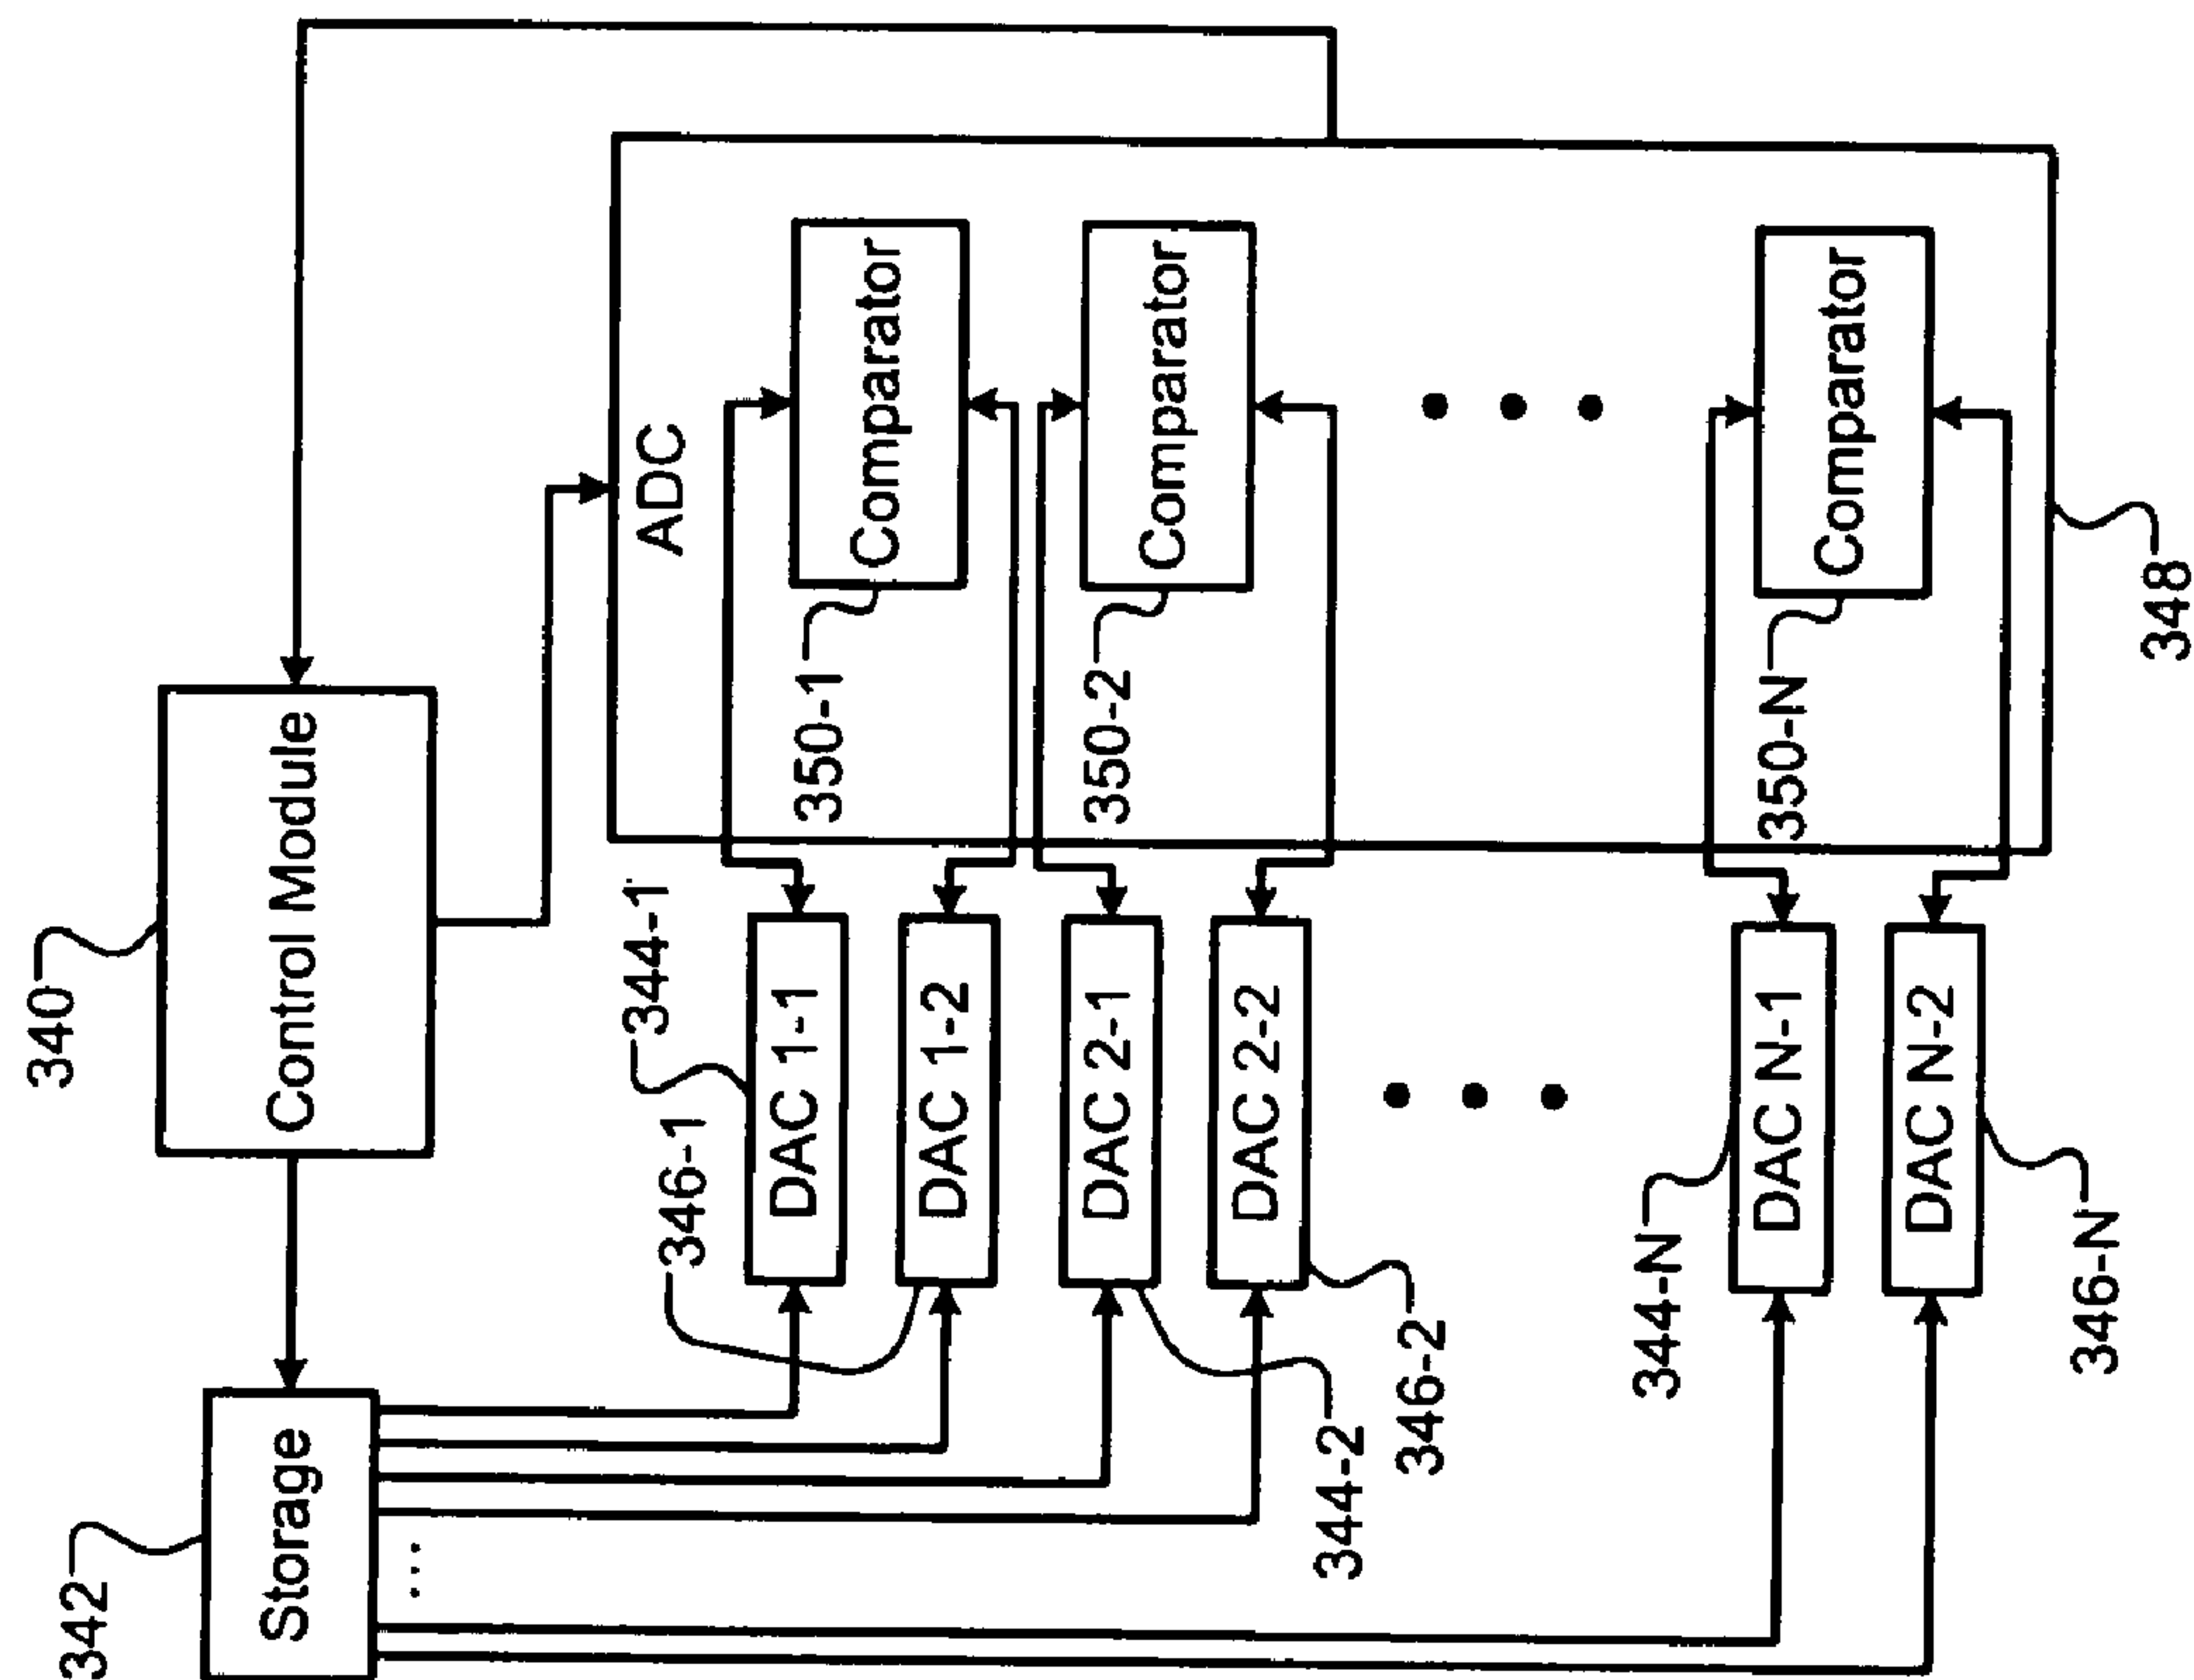 342
Storage
...
340
Control Module
346-1
344-1
DAC 1-1
DAC 1-2
DAC 2-1
DAC 2-2
344-2
346-2
344-N
DAC N-1
DAC N-2
346-N
ADC
350-1
Comparator
350-2
Comparator
350-N
Comparator
348